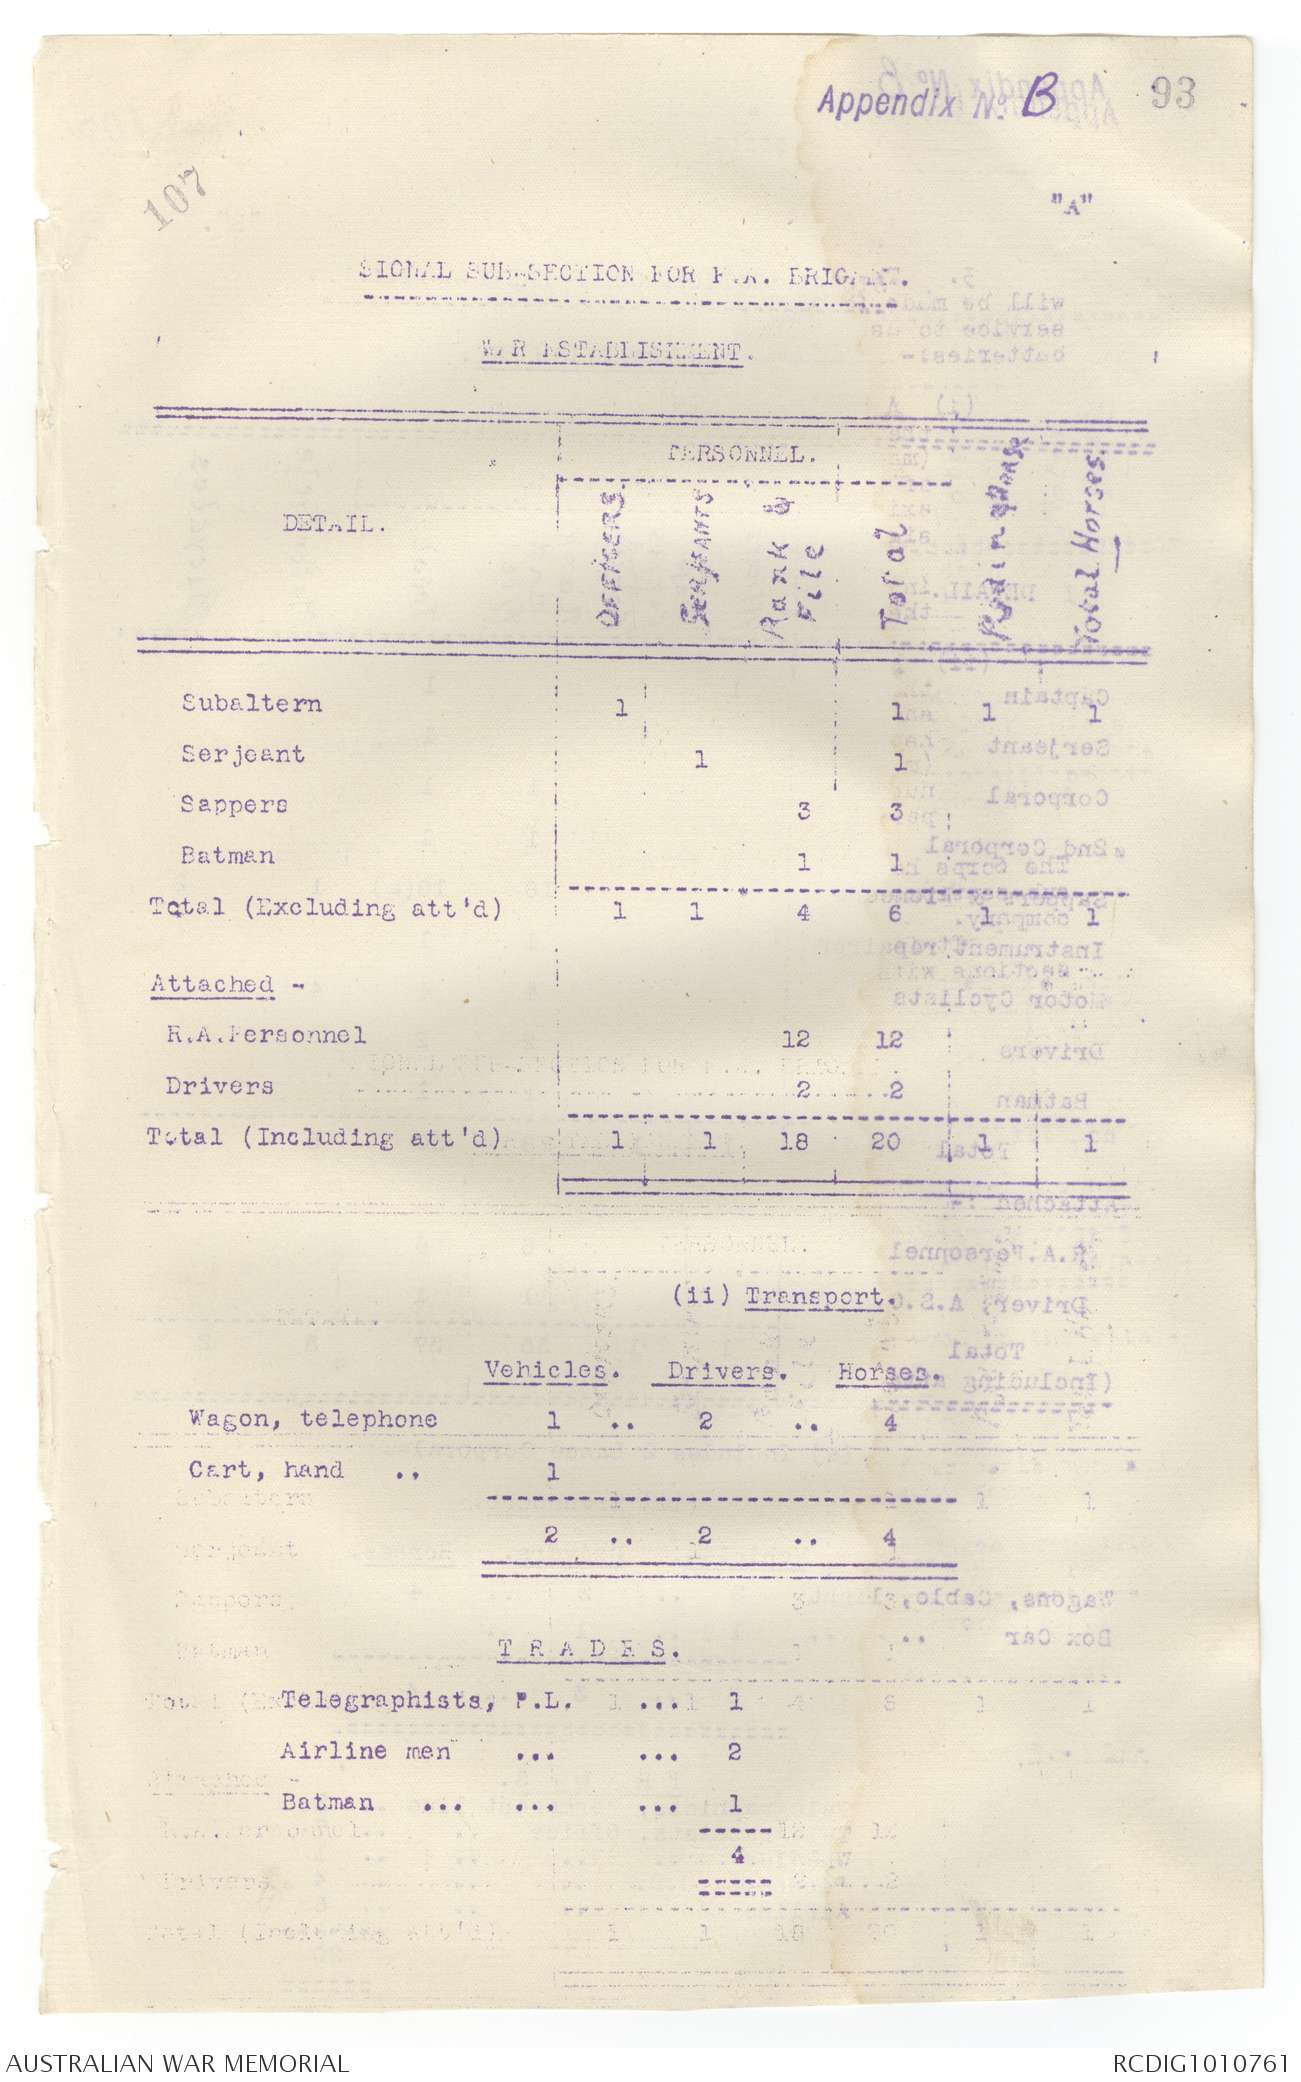 Appendix No. B 93
107
"A"
SIGNAL SUB-SECTION FOR F.A. BRIGADE.
WAR ESTABLISHMENT.
PERSONNEL.
DETAIL. OFFICERS. SERJEANTS Rank & File Total Riding Horses Total Horses.
Subaltern 1 1 1 1
Serjeant 1 1
Sappers 3 3
Batman 1 1
Total (Excluding att'd) 1 1 4 6 1 1
Attached -
R.A.Personnel 12 12
Drivers 2 2
Total (Including att'd) 1 1 18 20 1 1
(ii) Transport.
Vehicles. Drivers. Horses.
Wagon, telephone 1 .. 2 .. 4
Cart, hand .. 1
2 .. 2 .. 4
T R A D E S.
Telegraphists, P.L. ... 1
Airline men ... ... 2
Batman ... ... ... 1
4
AUSTRALIAN WAR MEMORIAL RCDIG1010761